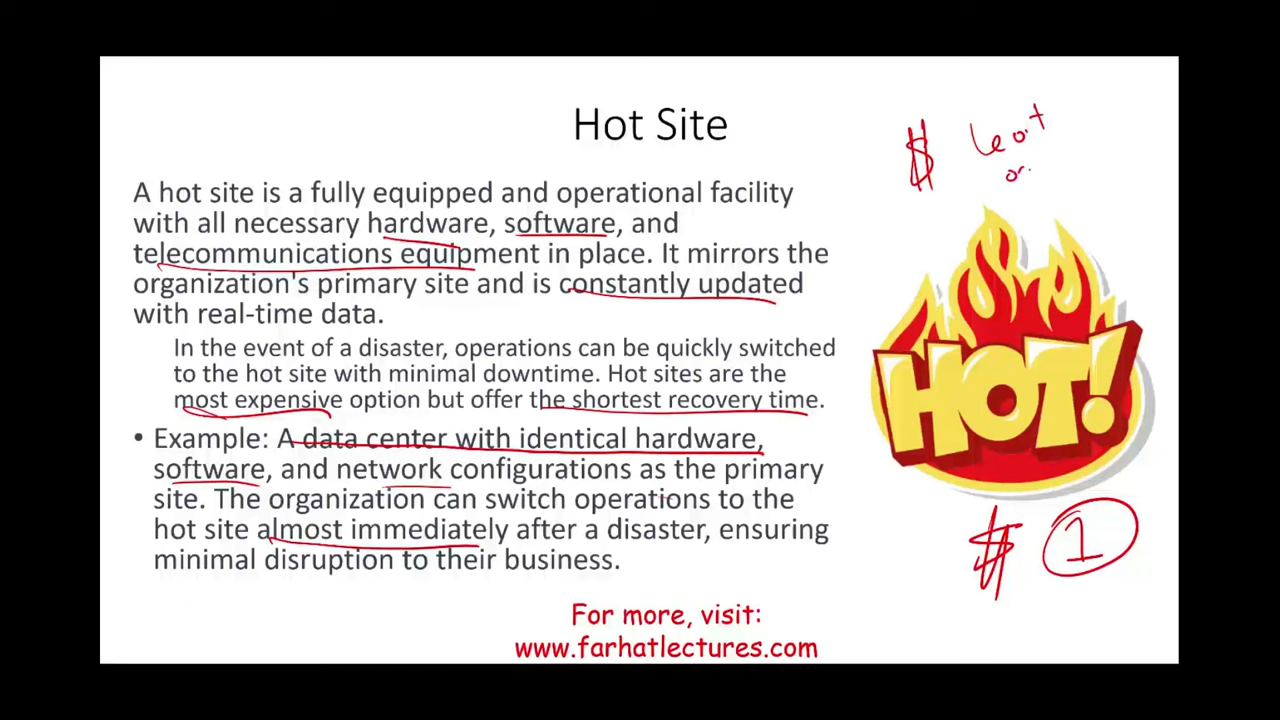 Hot Site
$
A hot site is a fully equipped and operational facility
with all necessary hardware, software, and
telecommunications equipment in place. It mirrors the
organization's primary site and is constantly updated
with real-time data.
In the event of a disaster, operations can be quickly switched
to the hot site with minimal downtime. Hot sites are the
most expensive option but offer the shortest recovery time.
• Example: A data center with identical hardware,
software, and network configurations as the primary
site. The organization can switch operations to the
hot site almost immediately after a disaster, ensuring
minimal disruption to their business.
HOT!
$ 1
For more, visit:
www.farhatlectures.com